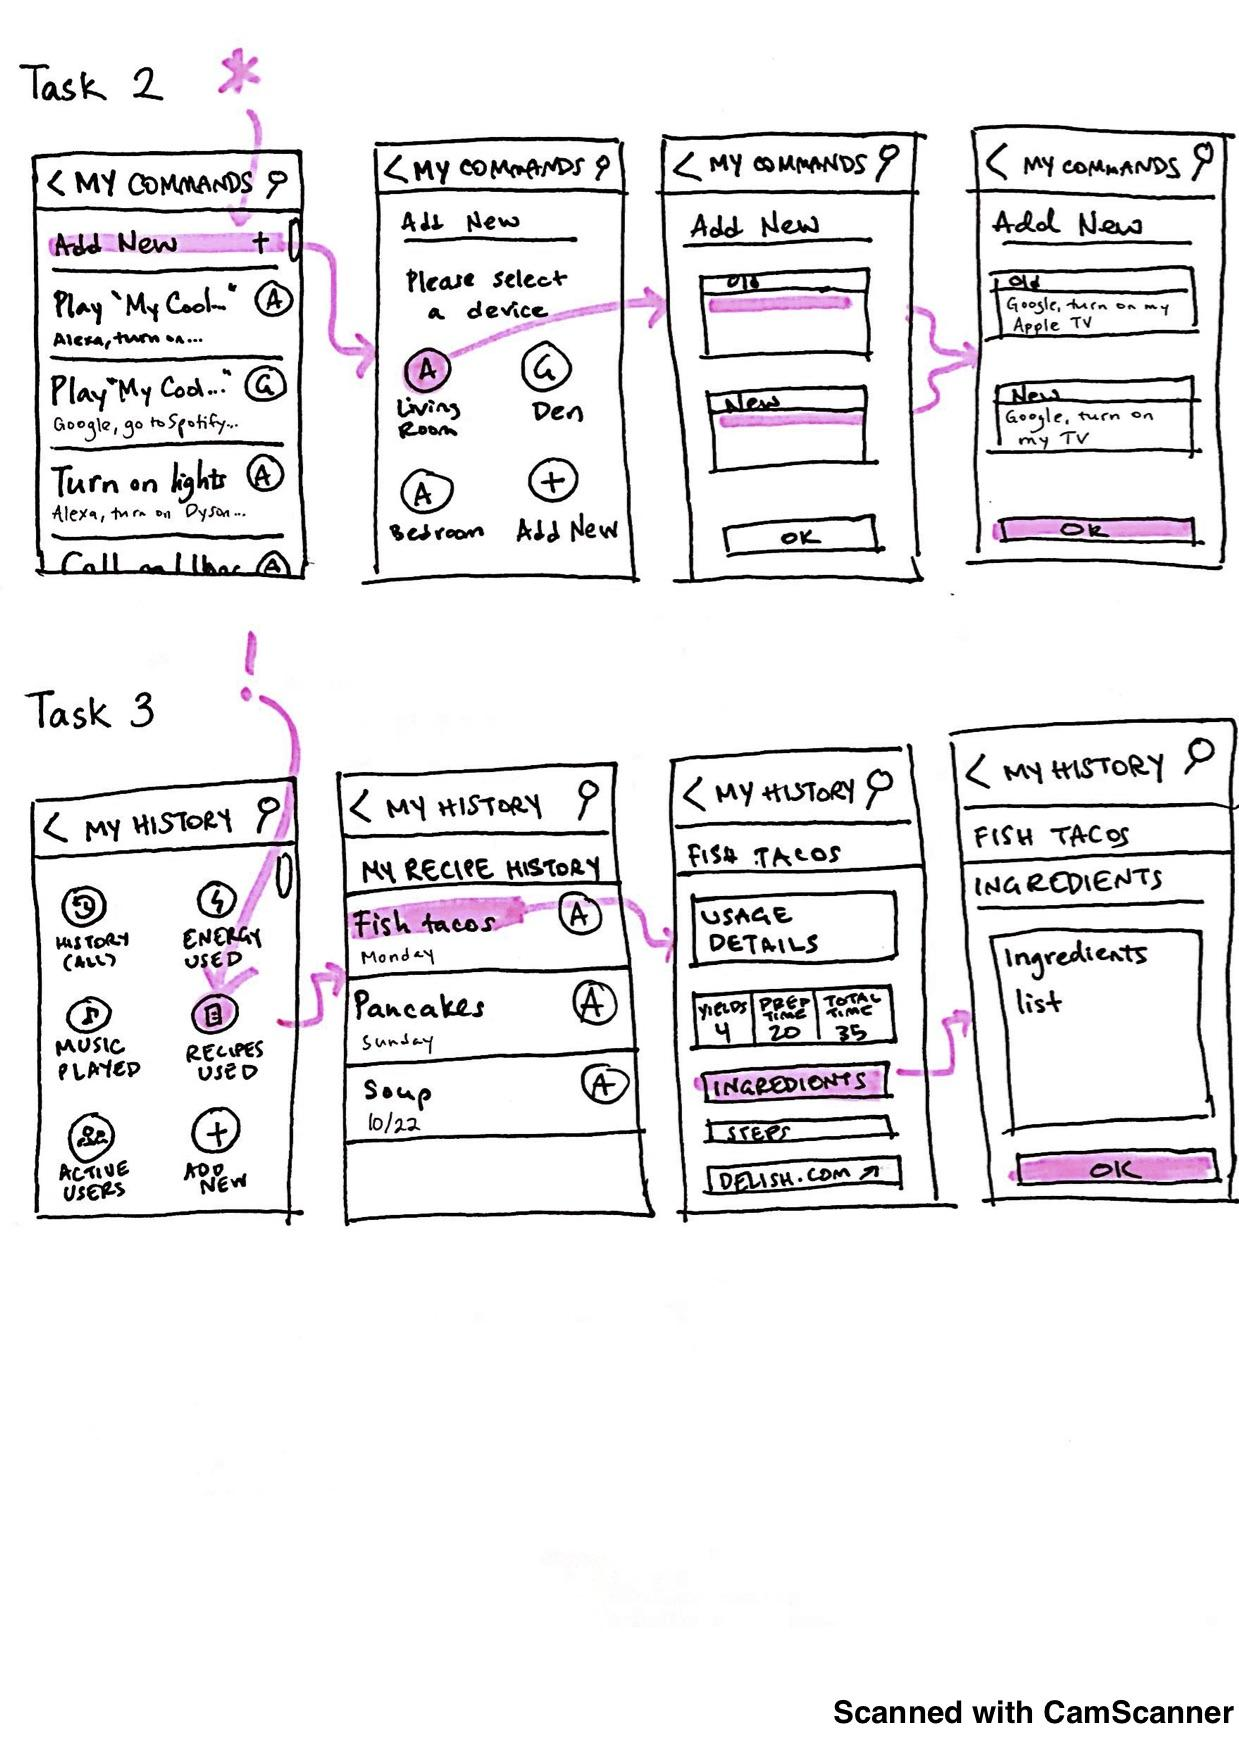 Task 2 *
< MY COMMANDS
Add New +
Play "My Cool..." A
Alexa, turn on...
Play "My Cool..." G
Google, go to Spotify...
Turn on lights A
Alexa, turn on Dyson...
Call an Uber A
< MY COMMANDS
Add New
Please select
a device
A
Living
Room
G
Den
A
Bedroom
+
Add New
< MY COMMANDS
Add New
Old
New
OK
< MY COMMANDS
Add New
Old
Google, turn on my
Apple TV
New
Google, turn on
my TV
OK
Task 3 !
< MY HISTORY
HISTORY
(ALL)
ENERGY
USED
MUSIC
PLAYED
RECIPES
USED
ACTIVE
USERS
+
ADD
NEW
< MY HISTORY
MY RECIPE HISTORY
Fish tacos A
Monday
Pancakes A
Sunday
Soup A
10/22
< MY HISTORY
FISH TACOS
USAGE
DETAILS
YIELDS
4
PREP
TIME
20
TOTAL
TIME
35
INGREDIENTS
STEPS
DELISH.COM ↗
< MY HISTORY
FISH TACOS
INGREDIENTS
Ingredients
list
OK
Scanned with CamScanner